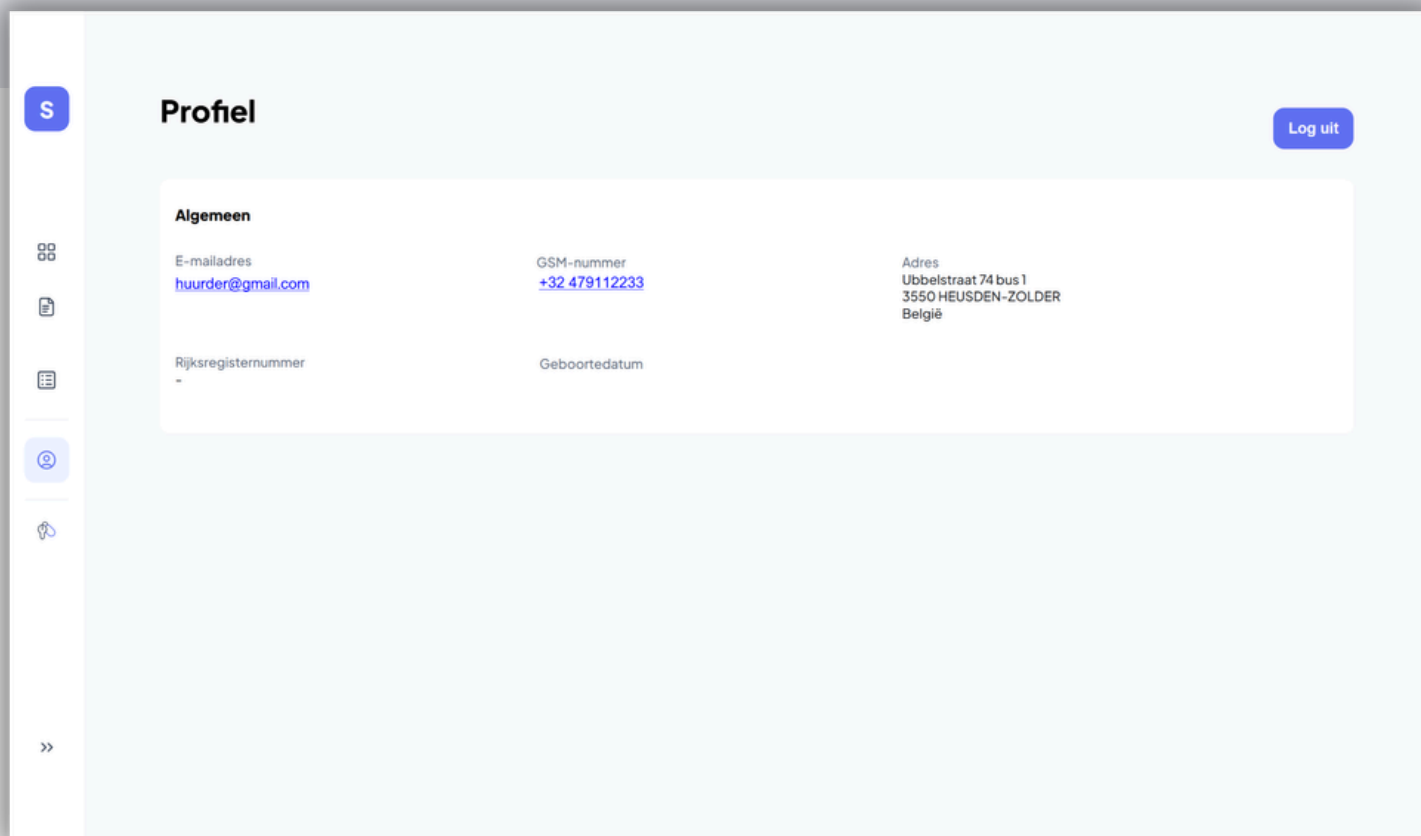 S
Profiel
Log uit
Algemeen
E-mailadres
huurder@gmail.com
GSM-nummer
+32 479112233
Adres
Ubbelstraat 74 bus 1
3550 HEUSDEN-ZOLDER
België
Rijksregisternummer
-
Geboortedatum